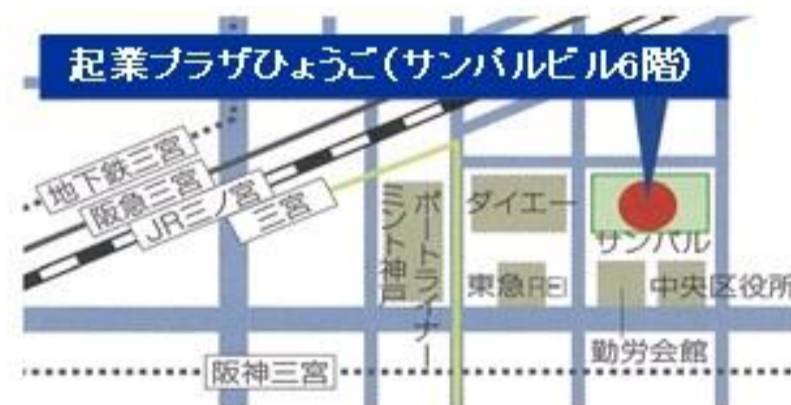 起業プラザひょうご(サンパルビル6階)
地下鉄三宮
阪急三宮
JR三ノ宮
三宮
ミント神戸
ポートライナー
ダイエー
サンパル
東急REI
中央区役所
勤労会館
阪神三宮